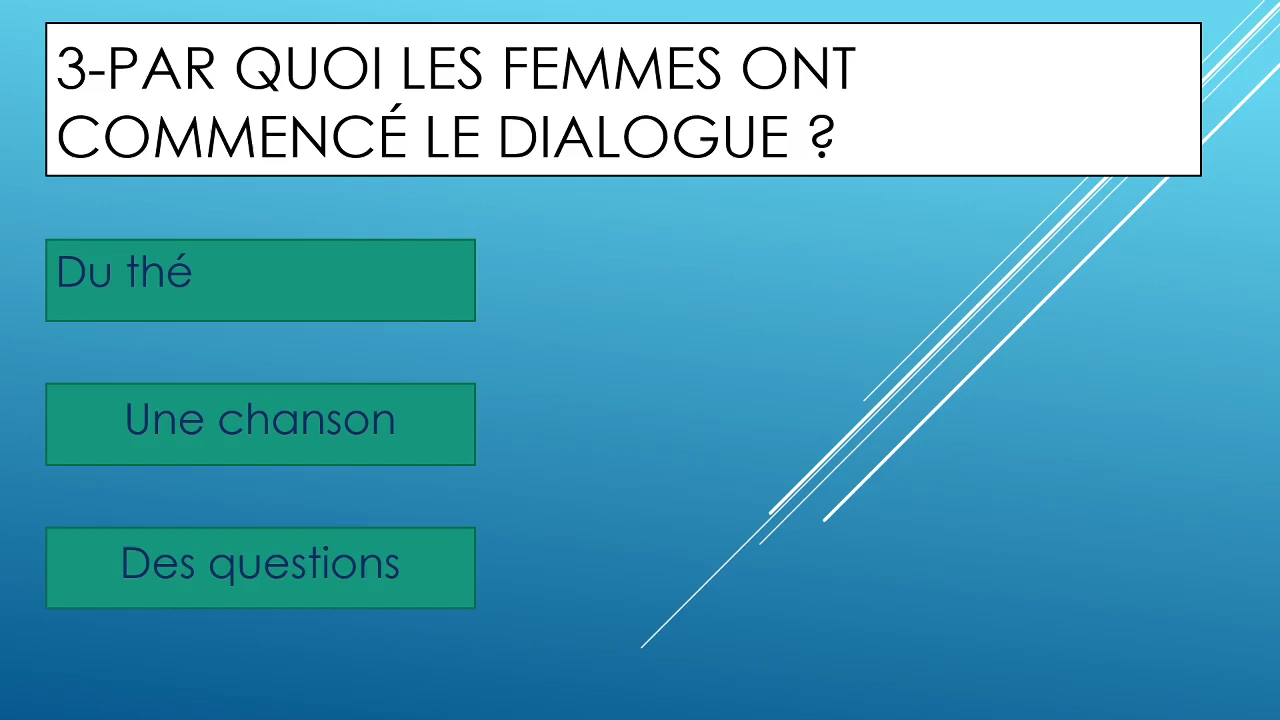 3-PAR QUOI LES FEMMES ONT
COMMENCÉ LE DIALOGUE ?
Du thé
Une chanson
Des questions